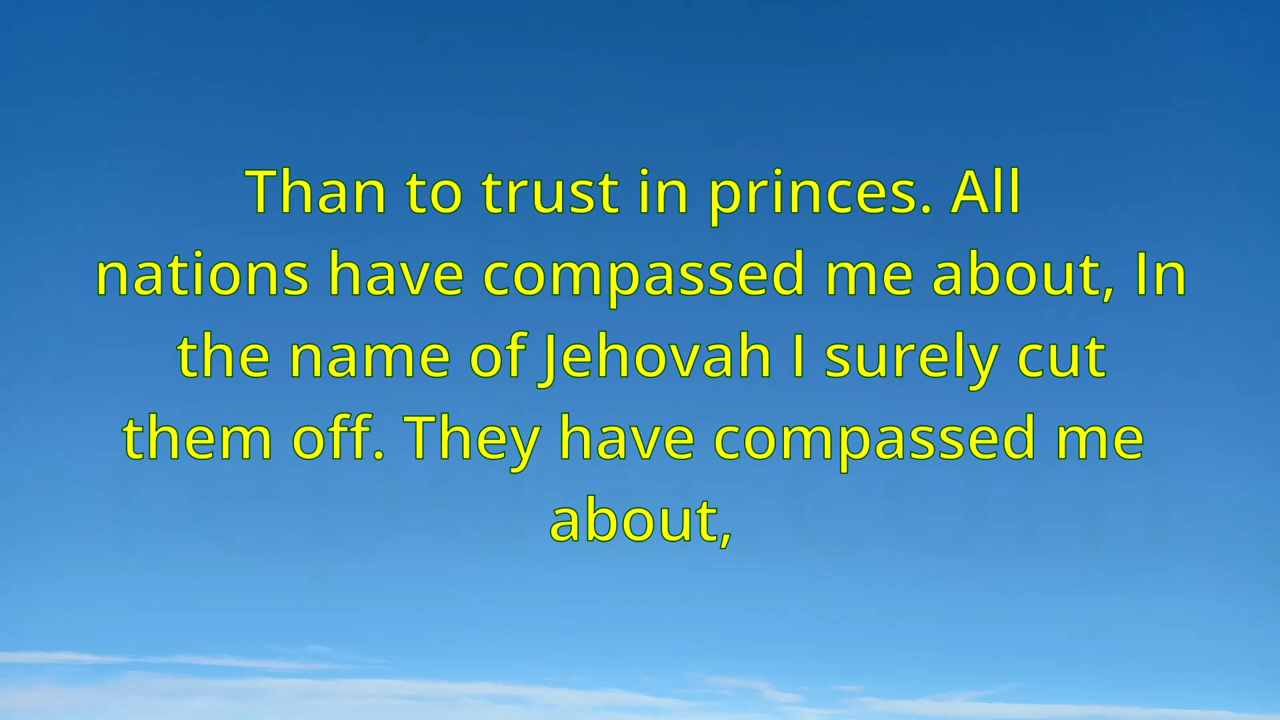 Than to trust in princes. All
nations have compassed me about, In
the name of Jehovah I surely cut
them off. They have compassed me
about,